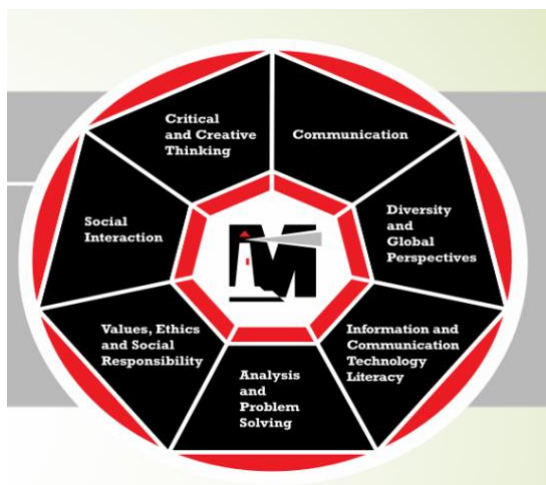 Critical
and Creative
Thinking
Communication
Diversity
and
Global
Perspectives
Information and
Communication
Technology
Literacy
Analysis
and
Problem
Solving
Values, Ethics
and Social
Responsibility
Social
Interaction
M